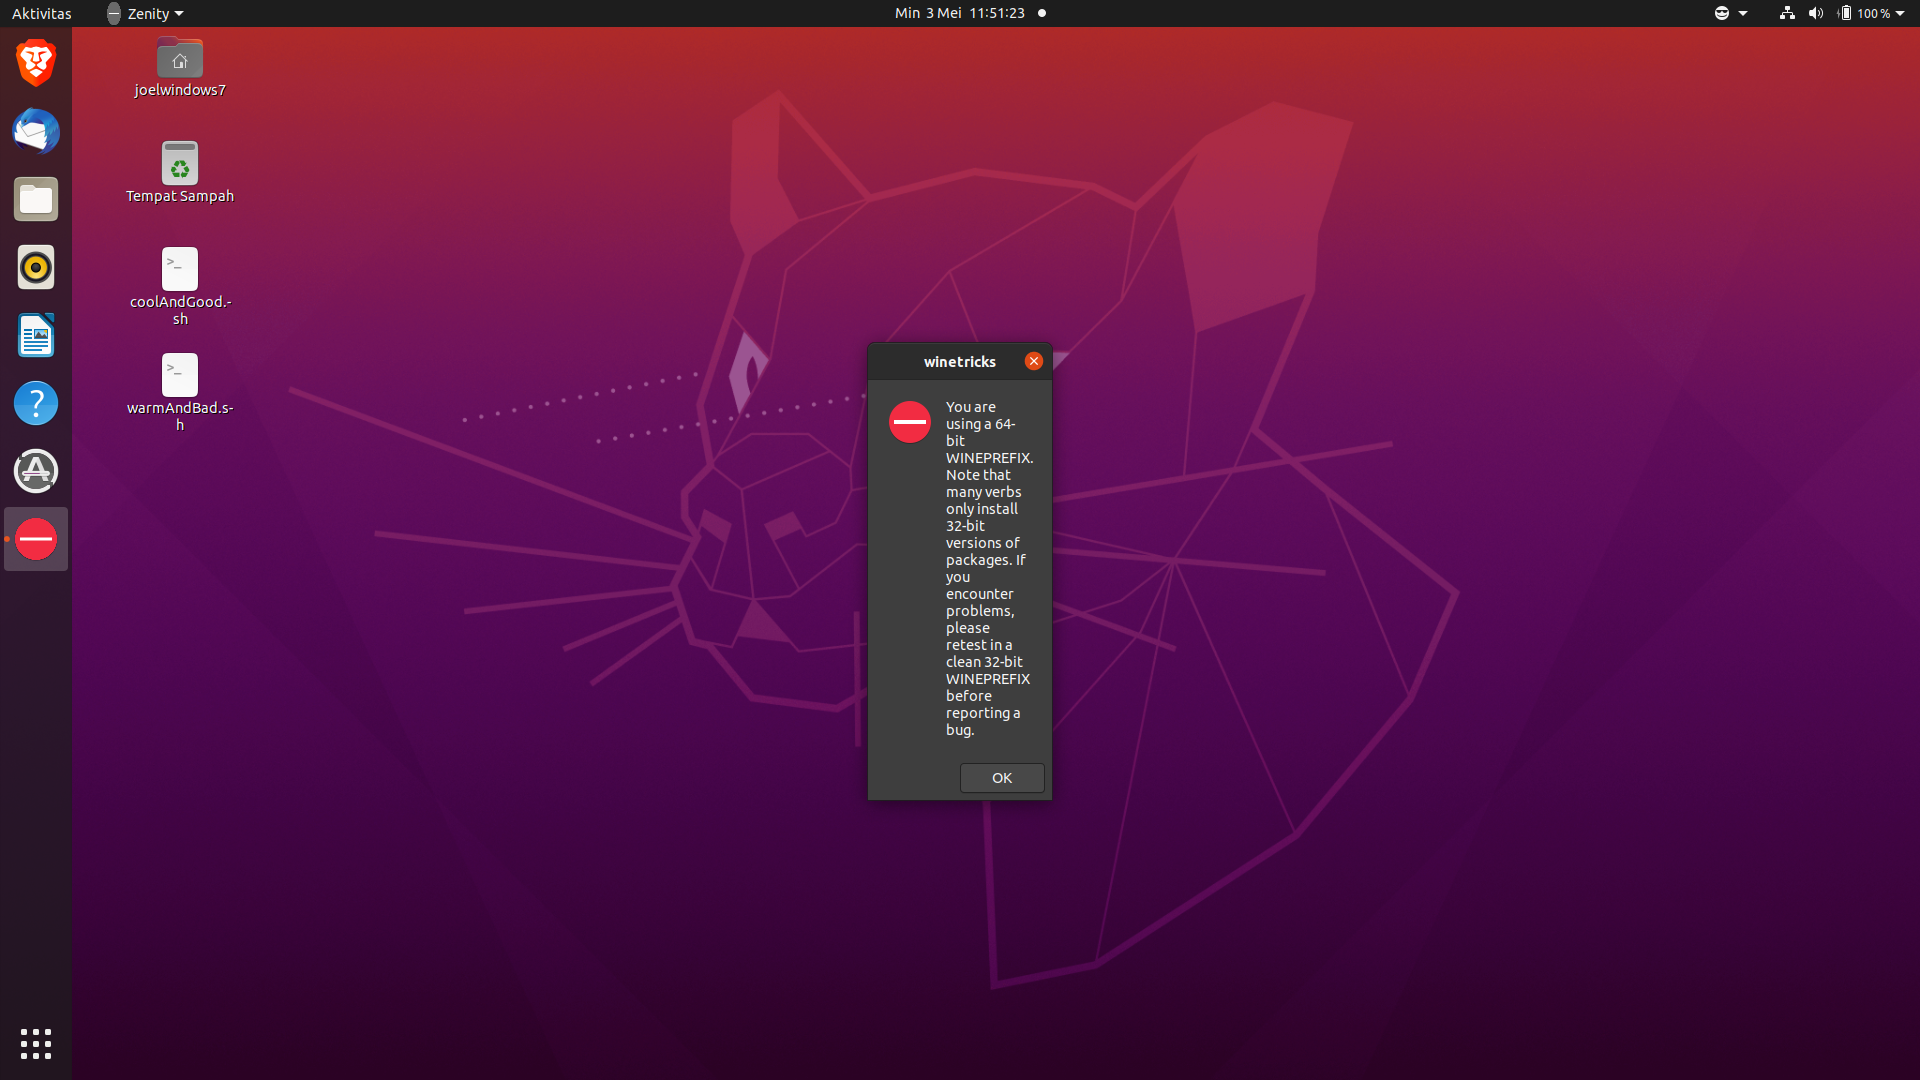 Aktivitas
Zenity
Min 3 Mei 11:51:23
100 %
joelwindows7
Tempat Sampah
>_
coolAndGood.-
sh
>_
warmAndBad.s-
h
?
winetricks
You are
using a 64-
bit
WINEPREFIX.
Note that
many verbs
only install
32-bit
versions of
packages. If
you
encounter
problems,
please
retest in a
clean 32-bit
WINEPREFIX
before
reporting a
bug.
OK